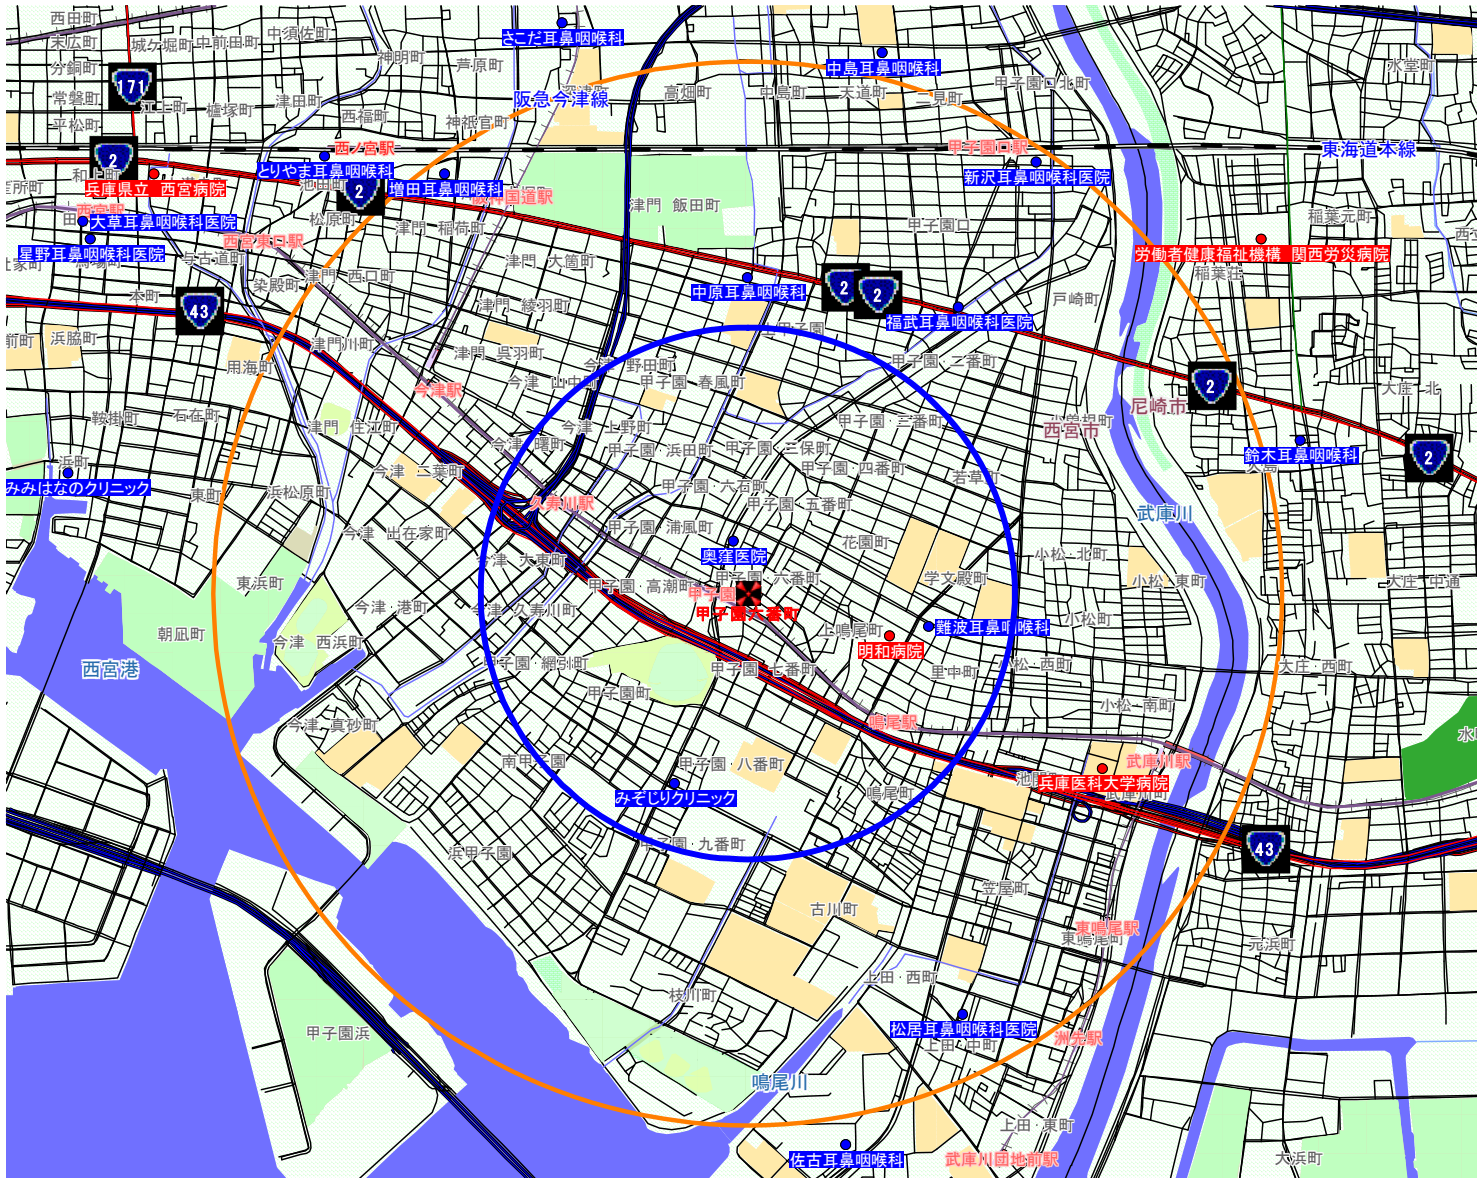 西田町
さこだ耳鼻咽喉科
末広町
城ケ堀町
中前田町
中須佐町
神明町
芦原町
分銅町
中島耳鼻咽喉科
水堂町
171
常磐町
江上町
櫨塚町
津田町
阪急今津線
高畑町
中島町
天道町
二見町
甲子園口北町
平松町
西福町
神祇官町
2
西ノ宮駅
甲子園口駅
東海道本線
とりやま耳鼻咽喉科
新沢耳鼻咽喉科医院
兵庫県立 西宮病院
2
増田耳鼻咽喉科
阪神国道駅
津門 飯田町
西宮駅
大草耳鼻咽喉科医院
松原町
津門 稲荷町
甲子園口
稲葉元町
星野耳鼻咽喉科医院
西宮東口駅
与古道町
労働者健康福祉機構 関西労災病院
津門 大箇町
稲葉荘
染殿町
津門 西口町
本町
43
津門 綾羽町
中原耳鼻咽喉科
2
2
戸崎町
福武耳鼻咽喉科医院
浜脇町
津門川町
津門 呉羽町
甲子園
用海町
今津 野田町
甲子園・二番町
今津駅
今津 山中町
甲子園・春風町
2
大庄・北
尼崎市
鞍掛町
石在町
津門 住江町
今津 上野町
甲子園・三番町
西宮市
今津 曙町
甲子園・浜田町
甲子園・三保町
鈴木耳鼻咽喉科
2
浜町
今津 二葉町
甲子園・四番町
若草町
みみはなのクリニック
東町
浜松原町
久寿川駅
甲子園・六石町
甲子園・五番町
武庫川
今津 出在家町
甲子園・浦風町
花園町
奥窪医院
小松・北町
今津 大東町
甲子園・六番町
学文殿町
東浜町
甲子園・高潮町
小松・東町
大庄・中通
今津・港町
今津 久寿川町
甲子園六番町
朝凪町
上鳴尾町
難波耳鼻咽喉科
小松町
今津 西浜町
明和病院
西宮港
甲子園・網引町
甲子園・七番町
里中町
小松・西町
大庄・西町
甲子園町
今津・真砂町
鳴尾駅
小松・南町
南甲子園
甲子園・八番町
武庫川駅
みぞじりクリニック
鳴尾町
兵庫医科大学病院
浜甲子園
甲子園・九番町
43
笠屋町
古川町
東鳴尾駅
東鳴尾町
元浜町
上田・西町
枝川町
甲子園浜
松居耳鼻咽喉科医院
洲先駅
上田・中町
鳴尾川
上田・東町
佐古耳鼻咽喉科
武庫川団地前駅
大浜町